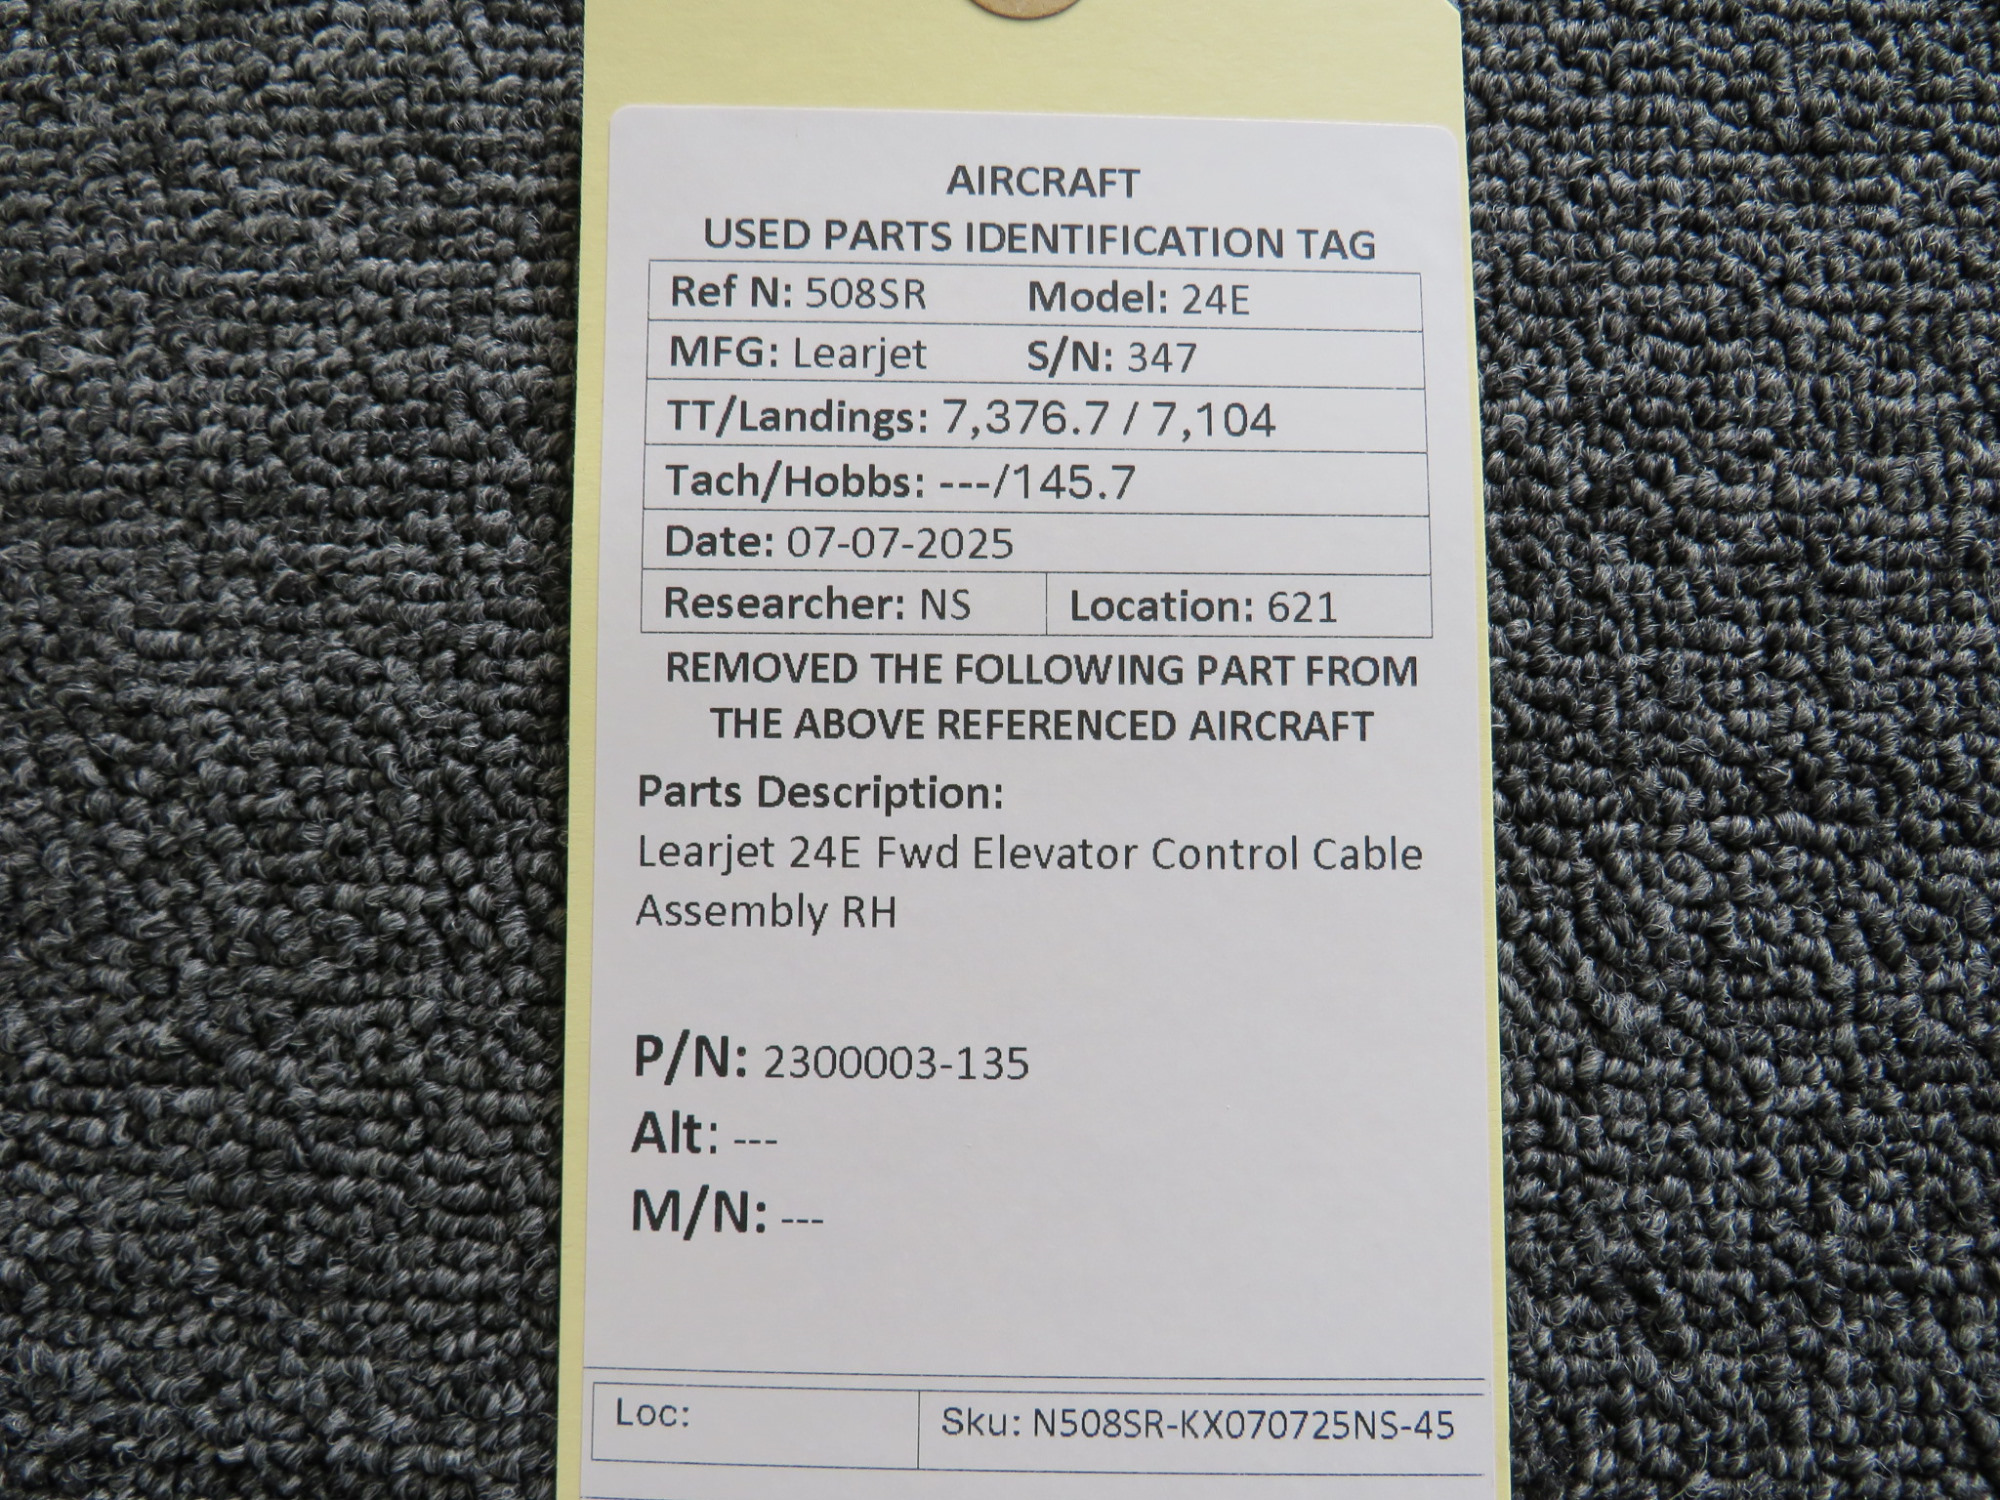 AIRCRAFT
USED PARTS IDENTIFICATION TAG
Ref N: 508SR Model: 24E
MFG: Learjet S/N: 347
TT/Landings: 7,376.7 / 7,104
Tach/Hobbs: ---/145.7
Date: 07-07-2025
Researcher: NS Location: 621
REMOVED THE FOLLOWING PART FROM
THE ABOVE REFERENCED AIRCRAFT
Parts Description:
Learjet 24E Fwd Elevator Control Cable
Assembly RH
P/N: 2300003-135
Alt: ---
M/N: ---
Loc: Sku: N508SR-KX070725NS-45